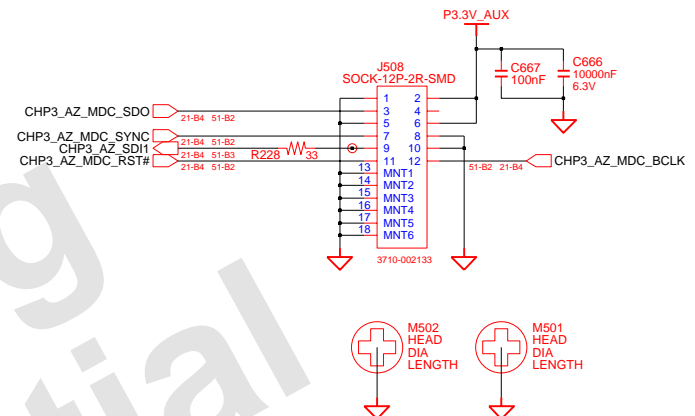 P3.3V_AUX
J508
SOCK-12P-2R-SMD
C667
100nF
C666
10000nF
6.3V
1 2
3 4
5 6
7 8
9 10
11 12
13 MNT1
14 MNT2
15 MNT3
16 MNT4
17 MNT5
18 MNT6
3710-002133
CHP3_AZ_MDC_SDO 21-B4 51-B2
CHP3_AZ_MDC_SYNC 21-B4 51-B2
CHP3_AZ_SDI1 21-B4 51-B3 R228 33
CHP3_AZ_MDC_RST# 21-B4 51-B2
51-B2 21-B4 CHP3_AZ_MDC_BCLK
M502
HEAD
DIA
LENGTH
M501
HEAD
DIA
LENGTH